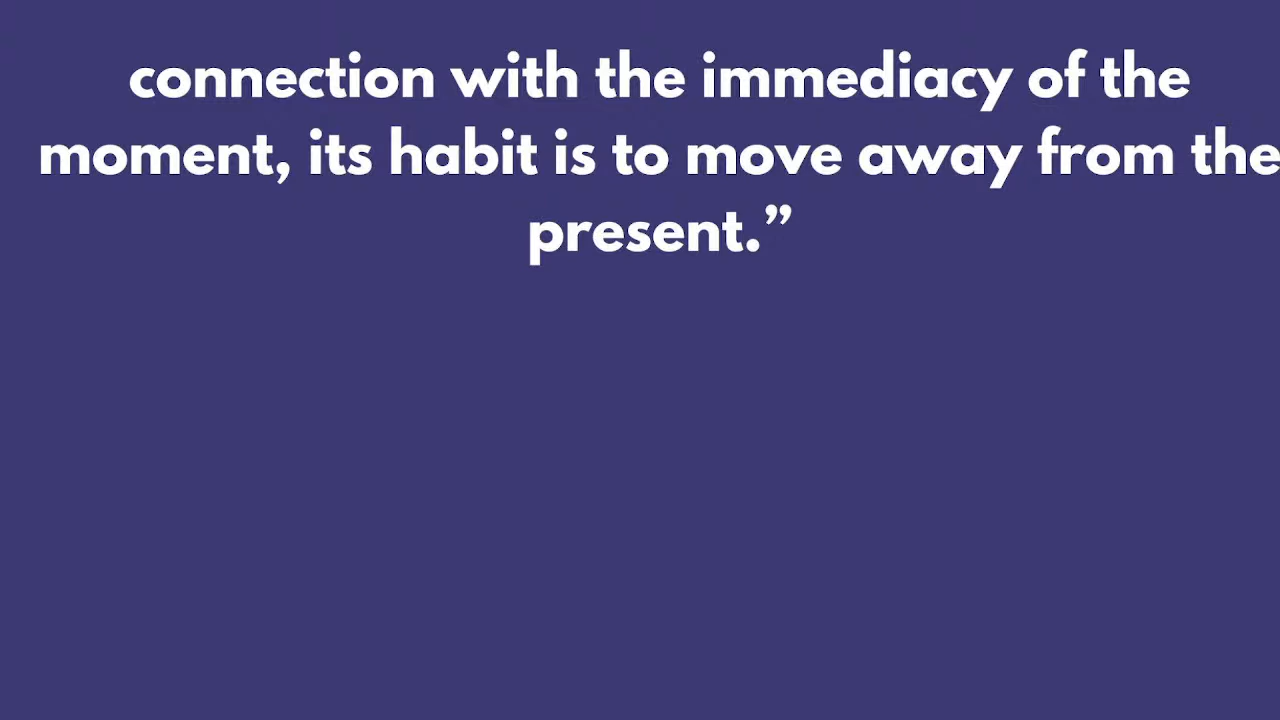 connection with the immediacy of the
moment, its habit is to move away from the
present.”